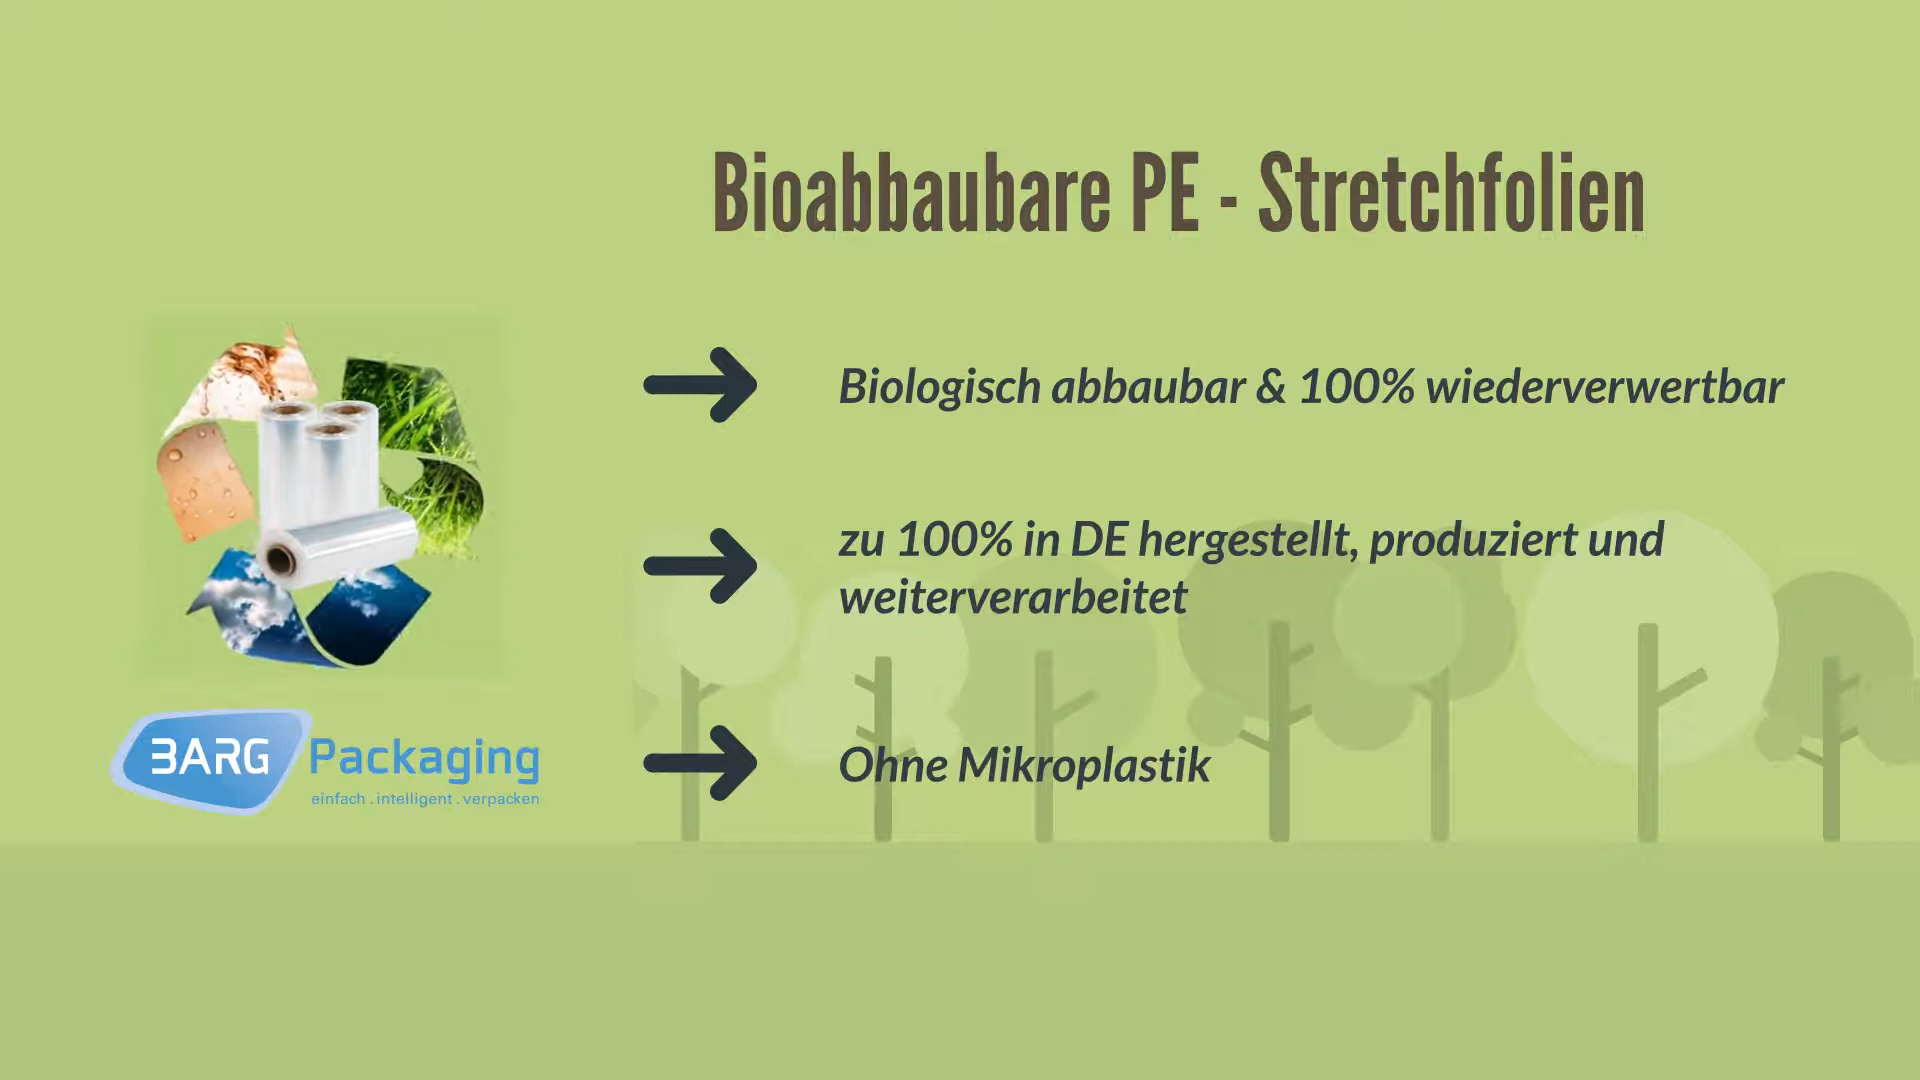 Bioabbaubare PE - Stretchfolien
Biologisch abbaubar & 100% wiederverwertbar
zu 100% in DE hergestellt, produziert und
weiterverarbeitet
Ohne Mikroplastik
BARG Packaging
einfach . intelligent . verpacken